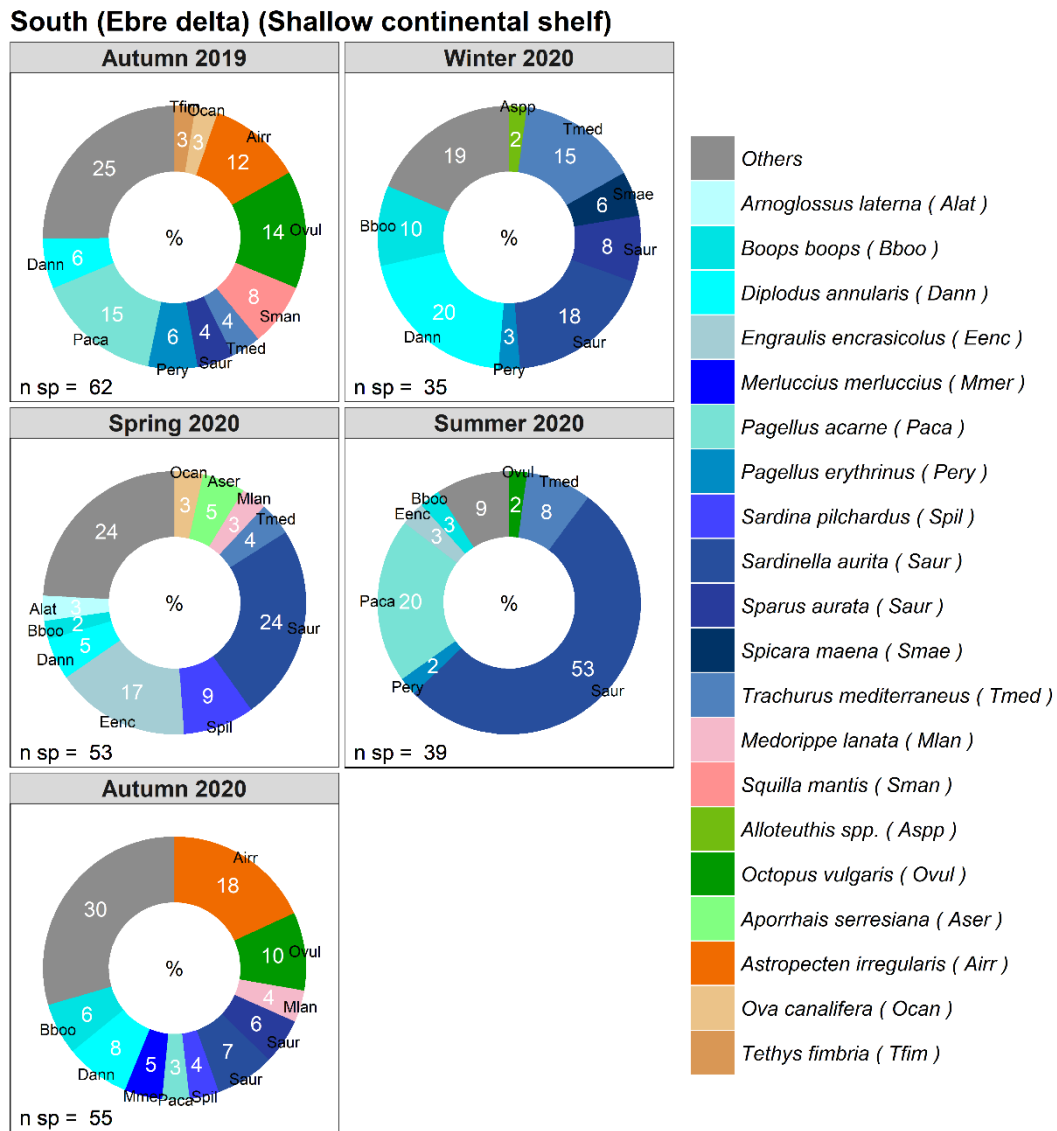 South (Ebre delta) (Shallow continental shelf)
Autumn 2019
Tfim
Ocan
Airr
Ovul
Sman
Tmed
Saur
Pery
Paca
Dann
3
3
12
14
8
4
4
6
15
6
25
%
n sp = 62
Winter 2020
Aspp
Tmed
Smae
Saur
Saur
Pery
Dann
Bboo
2
15
6
8
18
3
20
10
19
%
n sp = 35
Spring 2020
Ocan
Aser
Mlan
Tmed
Saur
Spil
Eenc
Dann
Bboo
Alat
3
5
3
4
24
9
17
5
2
3
24
%
n sp = 53
Summer 2020
Ovul
Tmed
Saur
Pery
Paca
Eenc
Bboo
2
8
53
2
20
3
3
9
%
n sp = 39
Autumn 2020
Airr
Ovul
Mlan
Saur
Saur
Spil
Paca
Mme
Dann
Bboo
18
10
4
6
7
4
3
5
8
6
30
%
n sp = 55
Others
Arnoglossus laterna ( Alat )
Boops boops ( Bboo )
Diplodus annularis ( Dann )
Engraulis encrasicolus ( Eenc )
Merluccius merluccius ( Mmer )
Pagellus acarne ( Paca )
Pagellus erythrinus ( Pery )
Sardina pilchardus ( Spil )
Sardinella aurita ( Saur )
Sparus aurata ( Saur )
Spicara maena ( Smae )
Trachurus mediterraneus ( Tmed )
Medorippe lanata ( Mlan )
Squilla mantis ( Sman )
Alloteuthis spp. ( Aspp )
Octopus vulgaris ( Ovul )
Aporrhais serresiana ( Aser )
Astropecten irregularis ( Airr )
Ova canalifera ( Ocan )
Tethys fimbria ( Tfim )